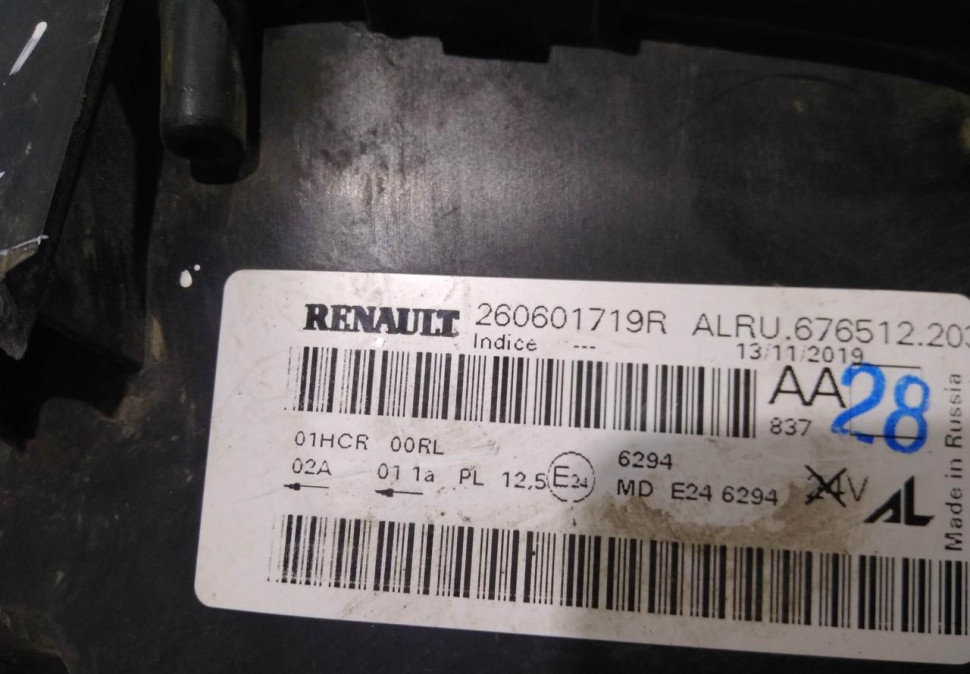 RENAULT 260601719R ALRU.676512.203
Indice --- 13/11/2019
AA 28
837
01HCR 00RL
02A 01 1a PL 12,5 E24 6294
MD E24 6294 24V AL
Made in Russia